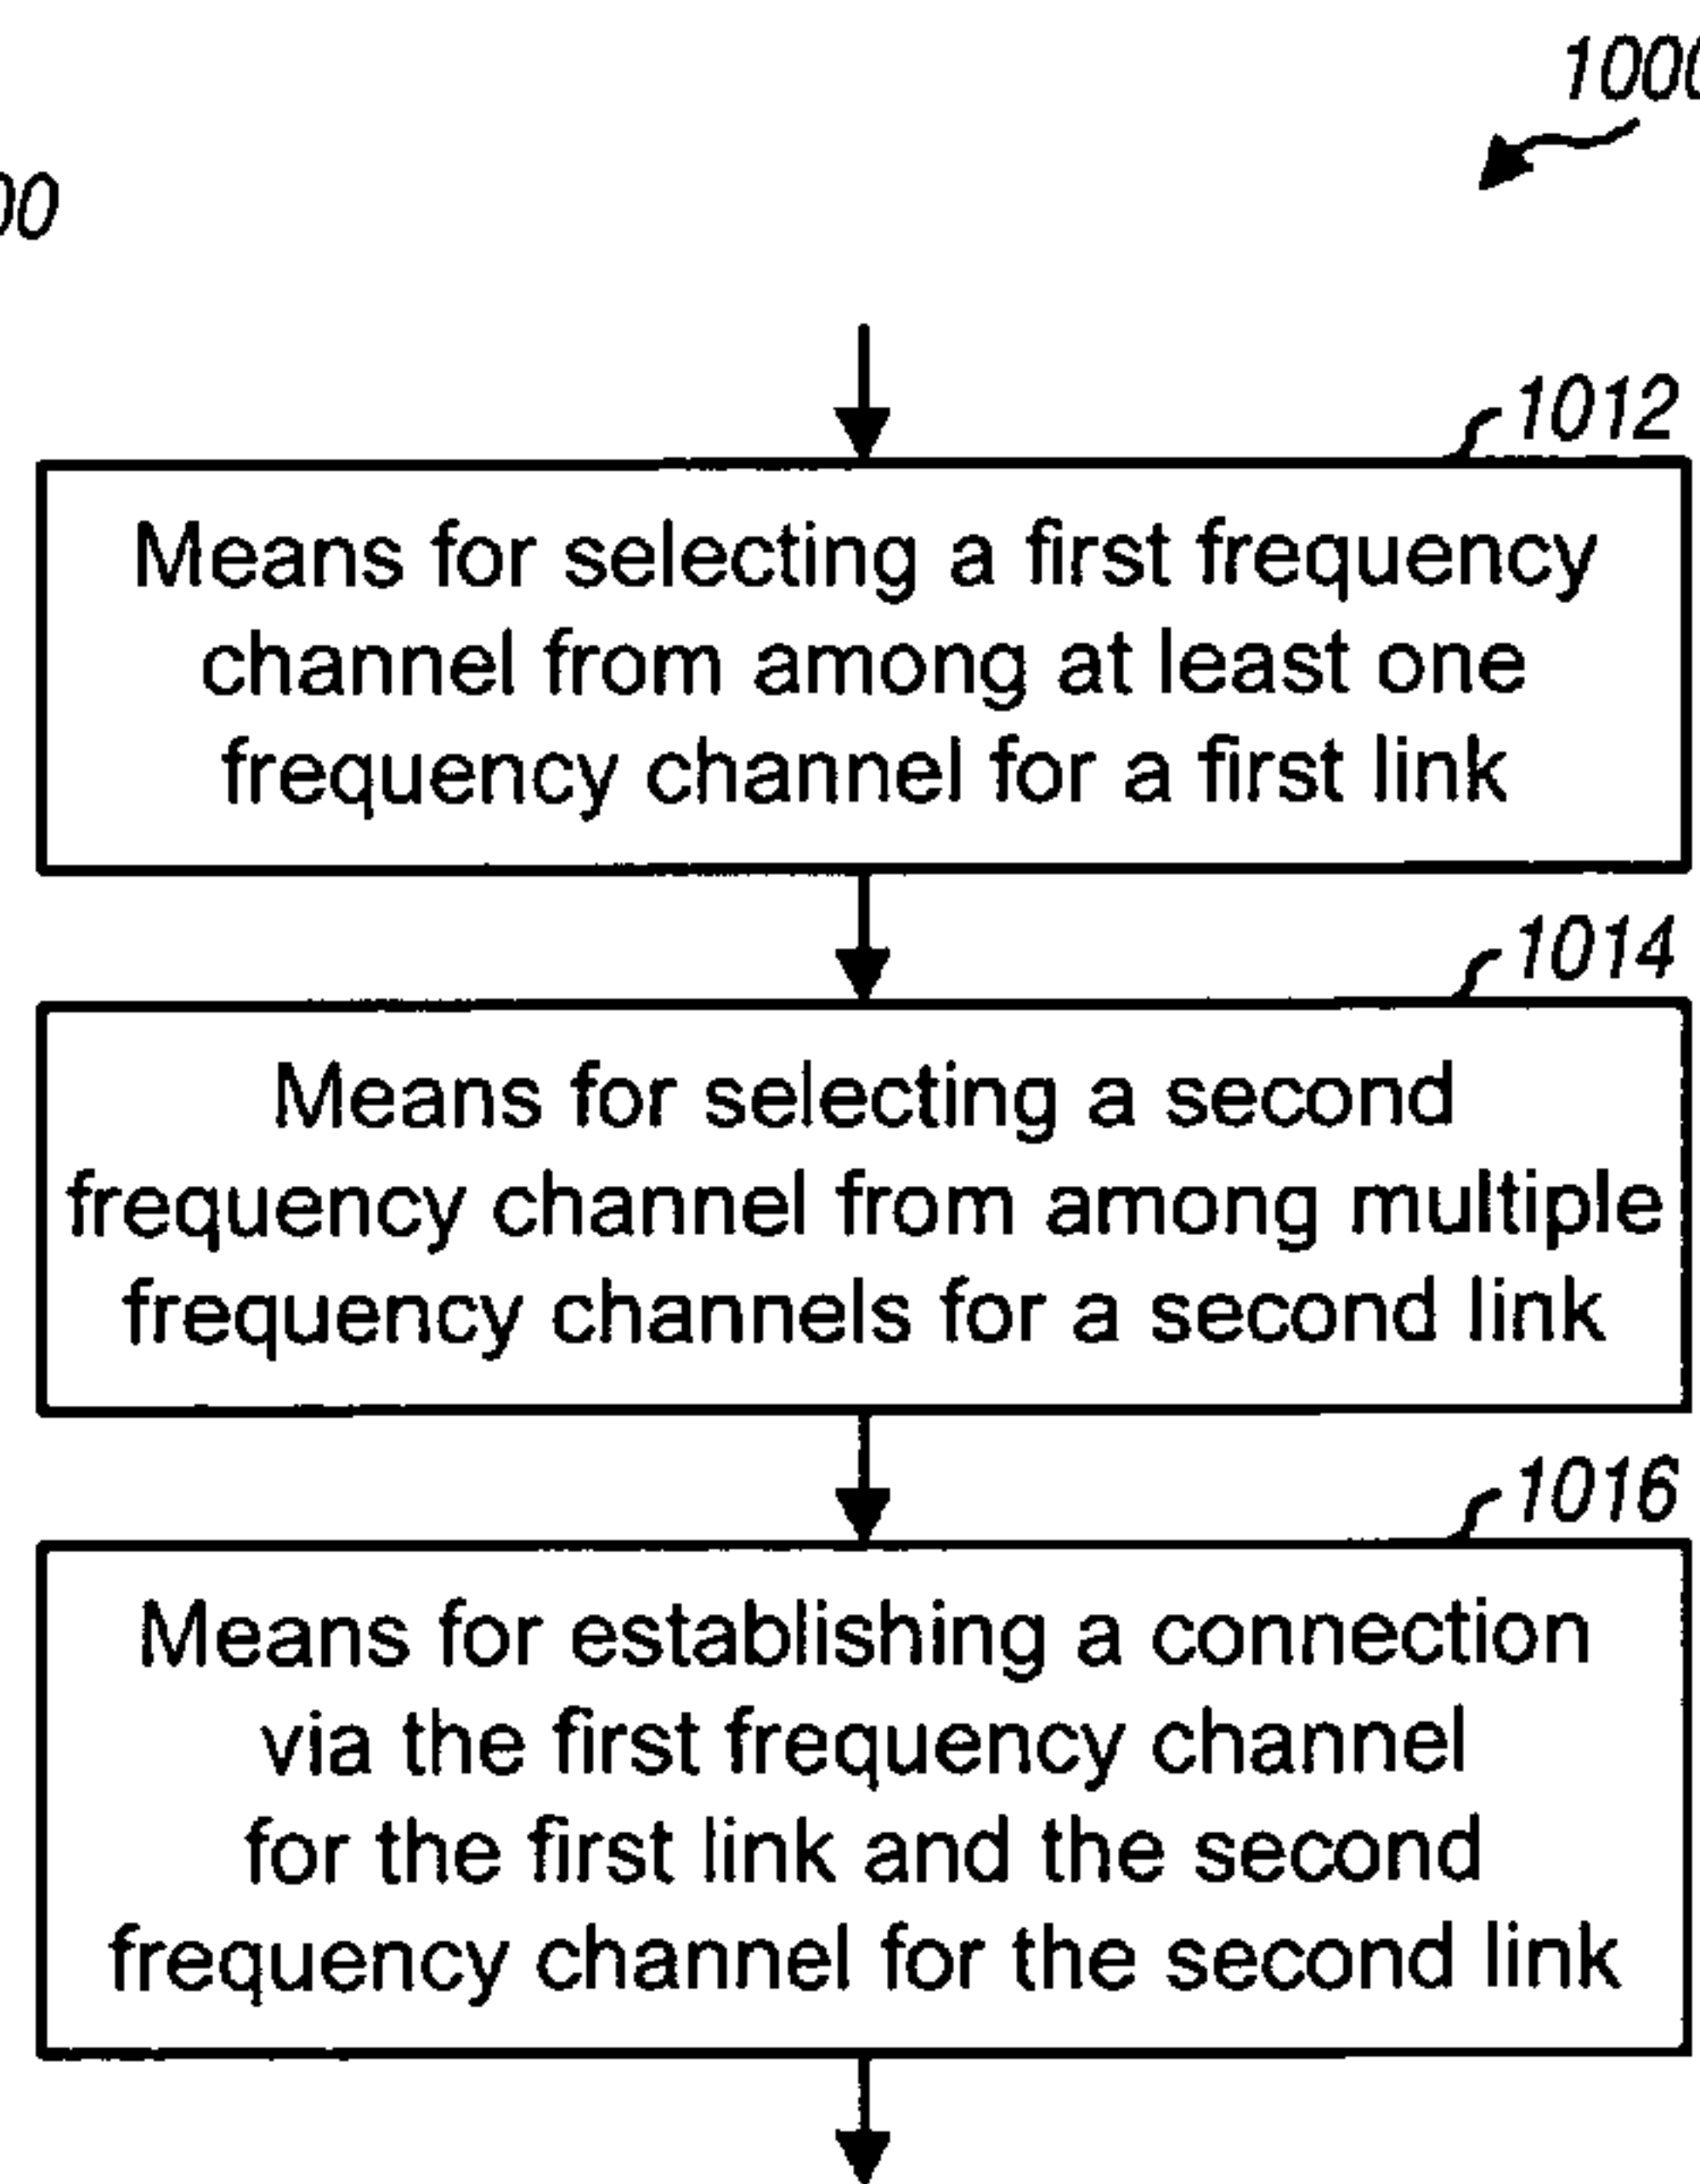 1000
00
1012
Means for selecting a first frequency
channel from among at least one
frequency channel for a first link
1014
Means for selecting a second
frequency channel from among multiple
frequency channels for a second link
1016
Means for establishing a connection
via the first frequency channel
for the first link and the second
frequency channel for the second link